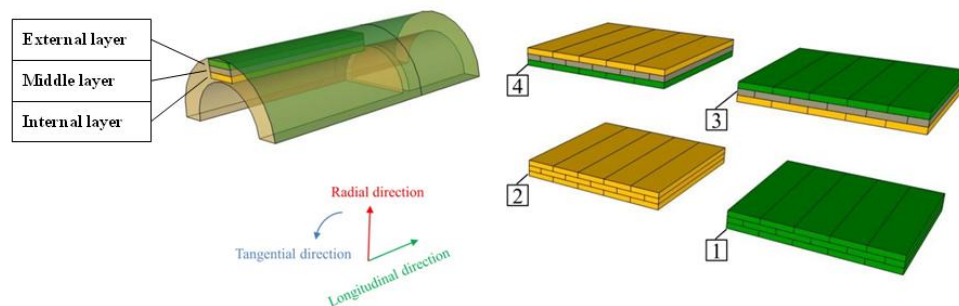 External layer
Middle layer
Internal layer
Radial direction
Tangential direction
Longitudinal direction
4
3
2
1